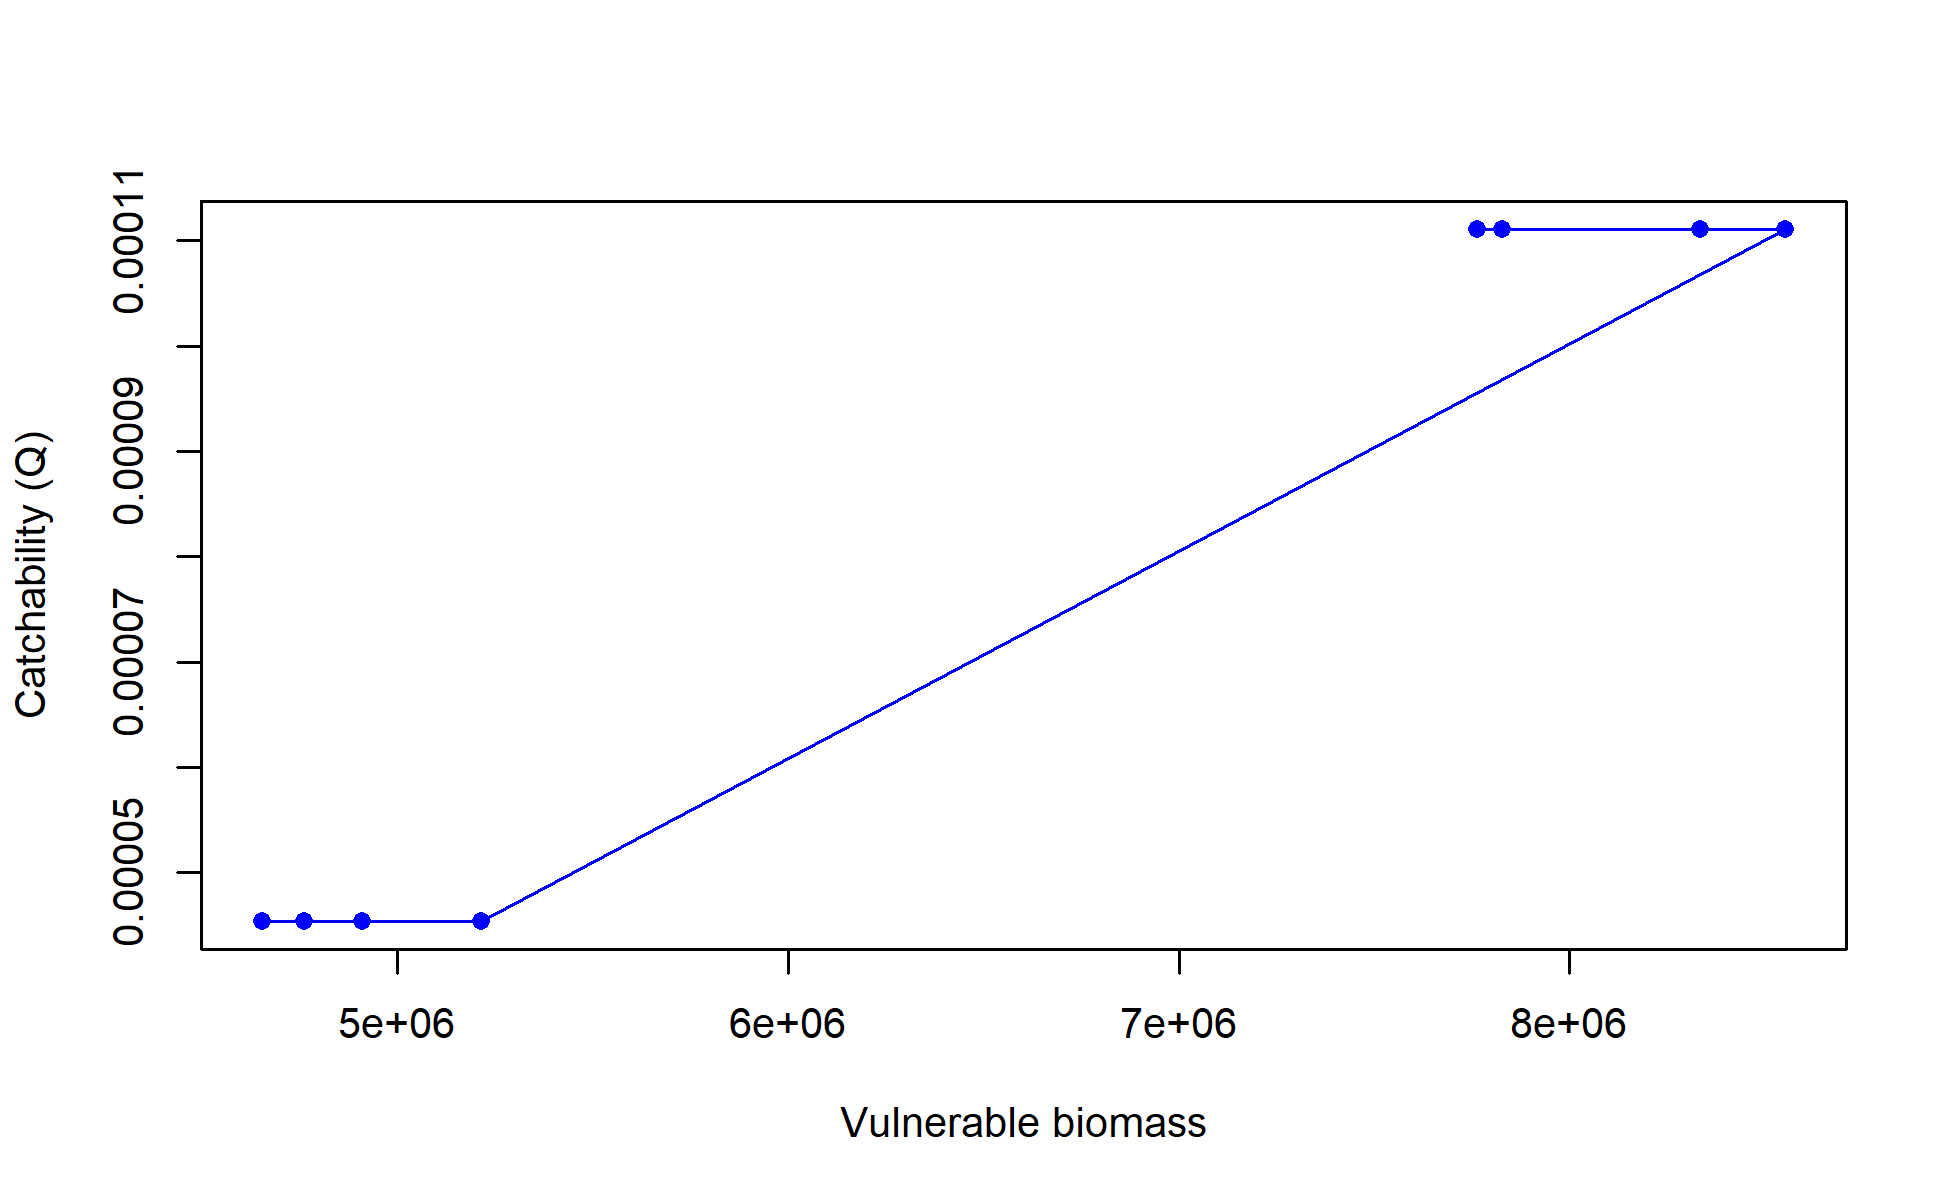 Catchability (Q)
0.00011
0.00009
0.00007
0.00005
5e+06 6e+06 7e+06 8e+06
Vulnerable biomass